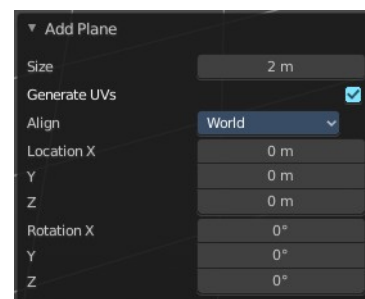 Add Plane
Size 2 m
Generate UVs
Align World
Location X 0 m
Y 0 m
Z 0 m
Rotation X 0°
Y 0°
Z 0°